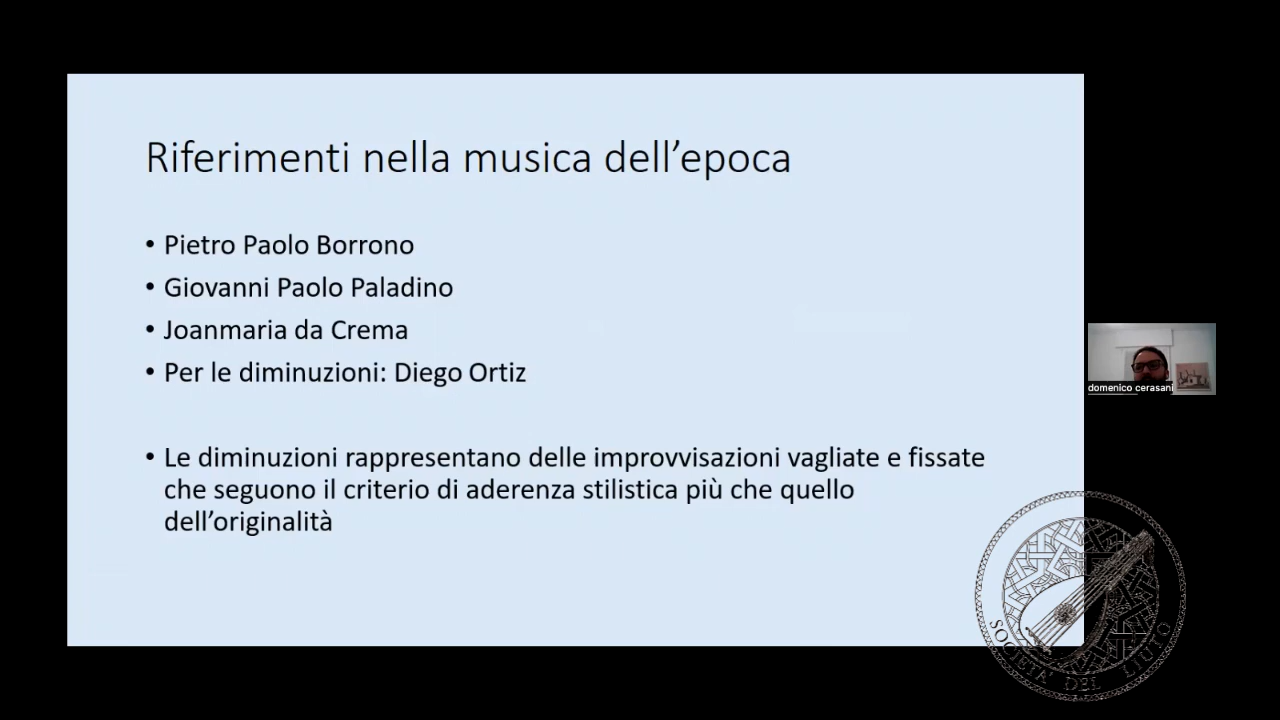 Riferimenti nella musica dell’epoca
• Pietro Paolo Borrono
• Giovanni Paolo Paladino
• Joanmaria da Crema
• Per le diminuzioni: Diego Ortiz
• Le diminuzioni rappresentano delle improvvisazioni vagliate e fissate
che seguono il criterio di aderenza stilistica più che quello
dell’originalità
domenico cerasani
SOCIETA' DEL LIUTO